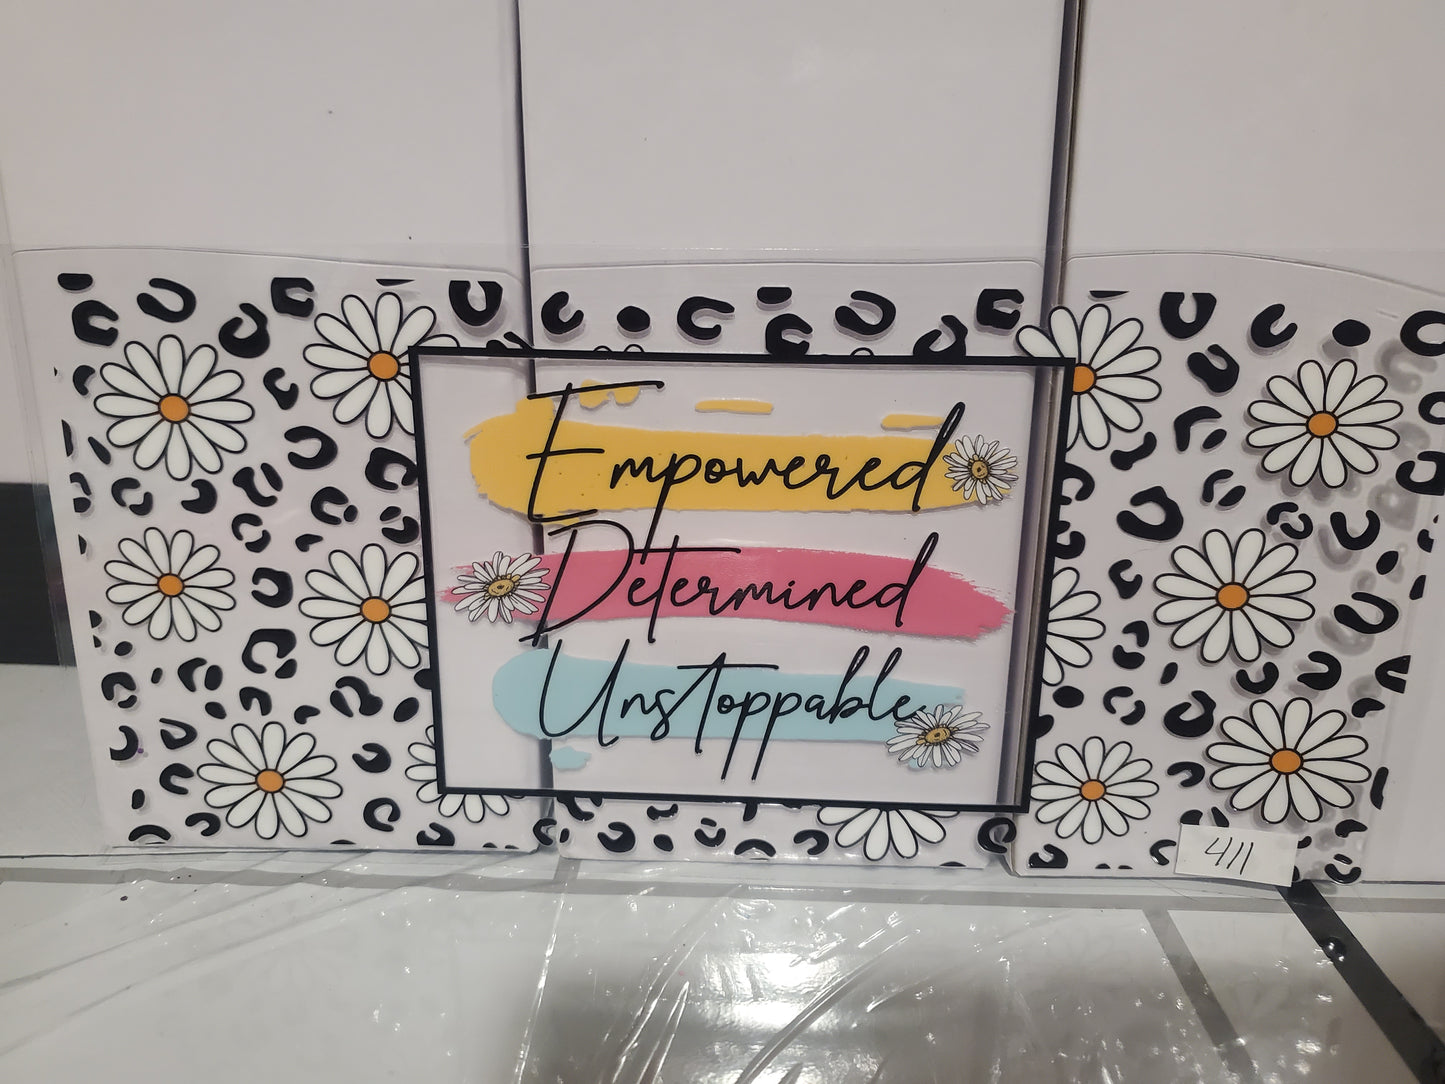 Empowered
Determined
Unstoppable
411